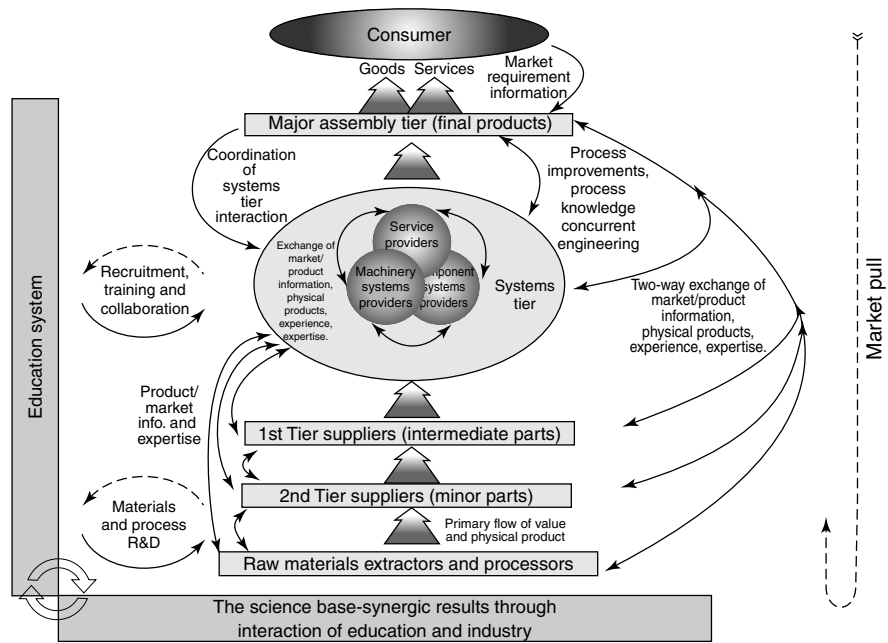 Consumer
Goods Services
Market
requirement
information
Major assembly tier (final products)
Coordination
of
systems
tier
interaction
Process
improvements,
process
knowledge
concurrent
engineering
Service
providers
Machinery
systems
providers
mponent
systems
providers
Exchange of
market/
product
information,
physical
products,
experience,
expertise.
Systems
tier
Recruitment,
training and
collaboration
Two-way exchange of
market/product
information,
physical products,
experience, expertise.
Market pull
Education system
Product/
market
info. and
expertise
1st Tier suppliers (intermediate parts)
2nd Tier suppliers (minor parts)
Materials
and process
R&D
Primary flow of value
and physical product
Raw materials extractors and processors
The science base-synergic results through
interaction of education and industry